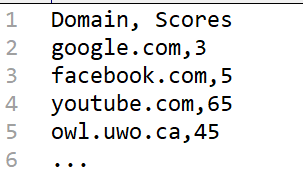 1 Domain, Scores
2 google.com,3
3 facebook.com,5
4 youtube.com,65
5 owl.uwo.ca,45
6 ...